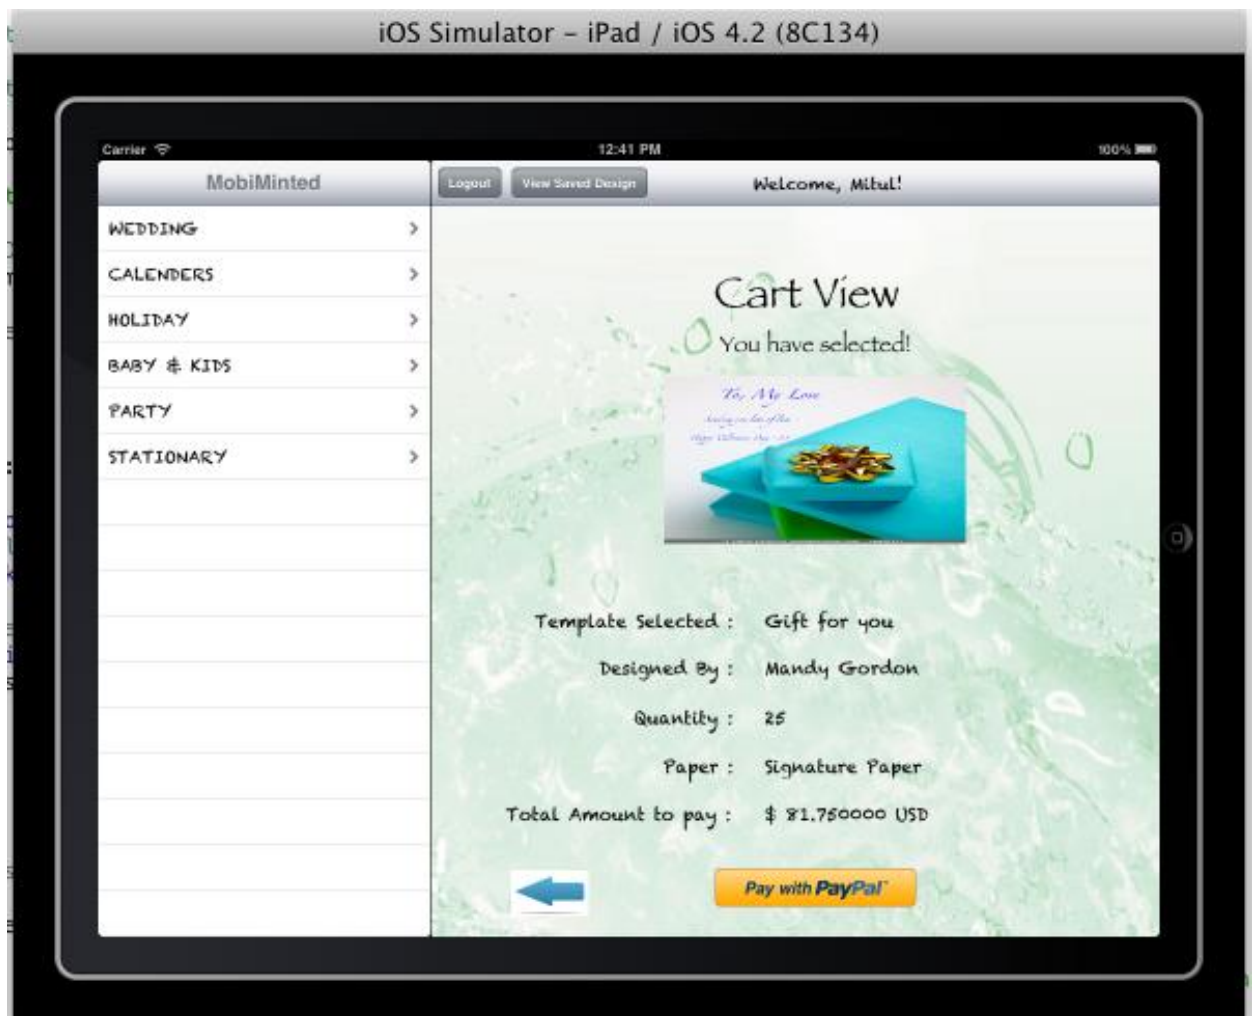 iOS Simulator – iPad / iOS 4.2 (8C134)
Carrier 12:41 PM 100%
MobiMinted
Logout View Saved Design Welcome, Mitul!
WEDDING
CALENDERS
HOLIDAY
BABY & KIDS
PARTY
STATIONARY
Cart View
You have selected!
To, My Love
Template Selected : Gift for you
Designed By : Mandy Gordon
Quantity : 25
Paper : Signature Paper
Total Amount to pay : $ 81.750000 USD
Pay with PayPal